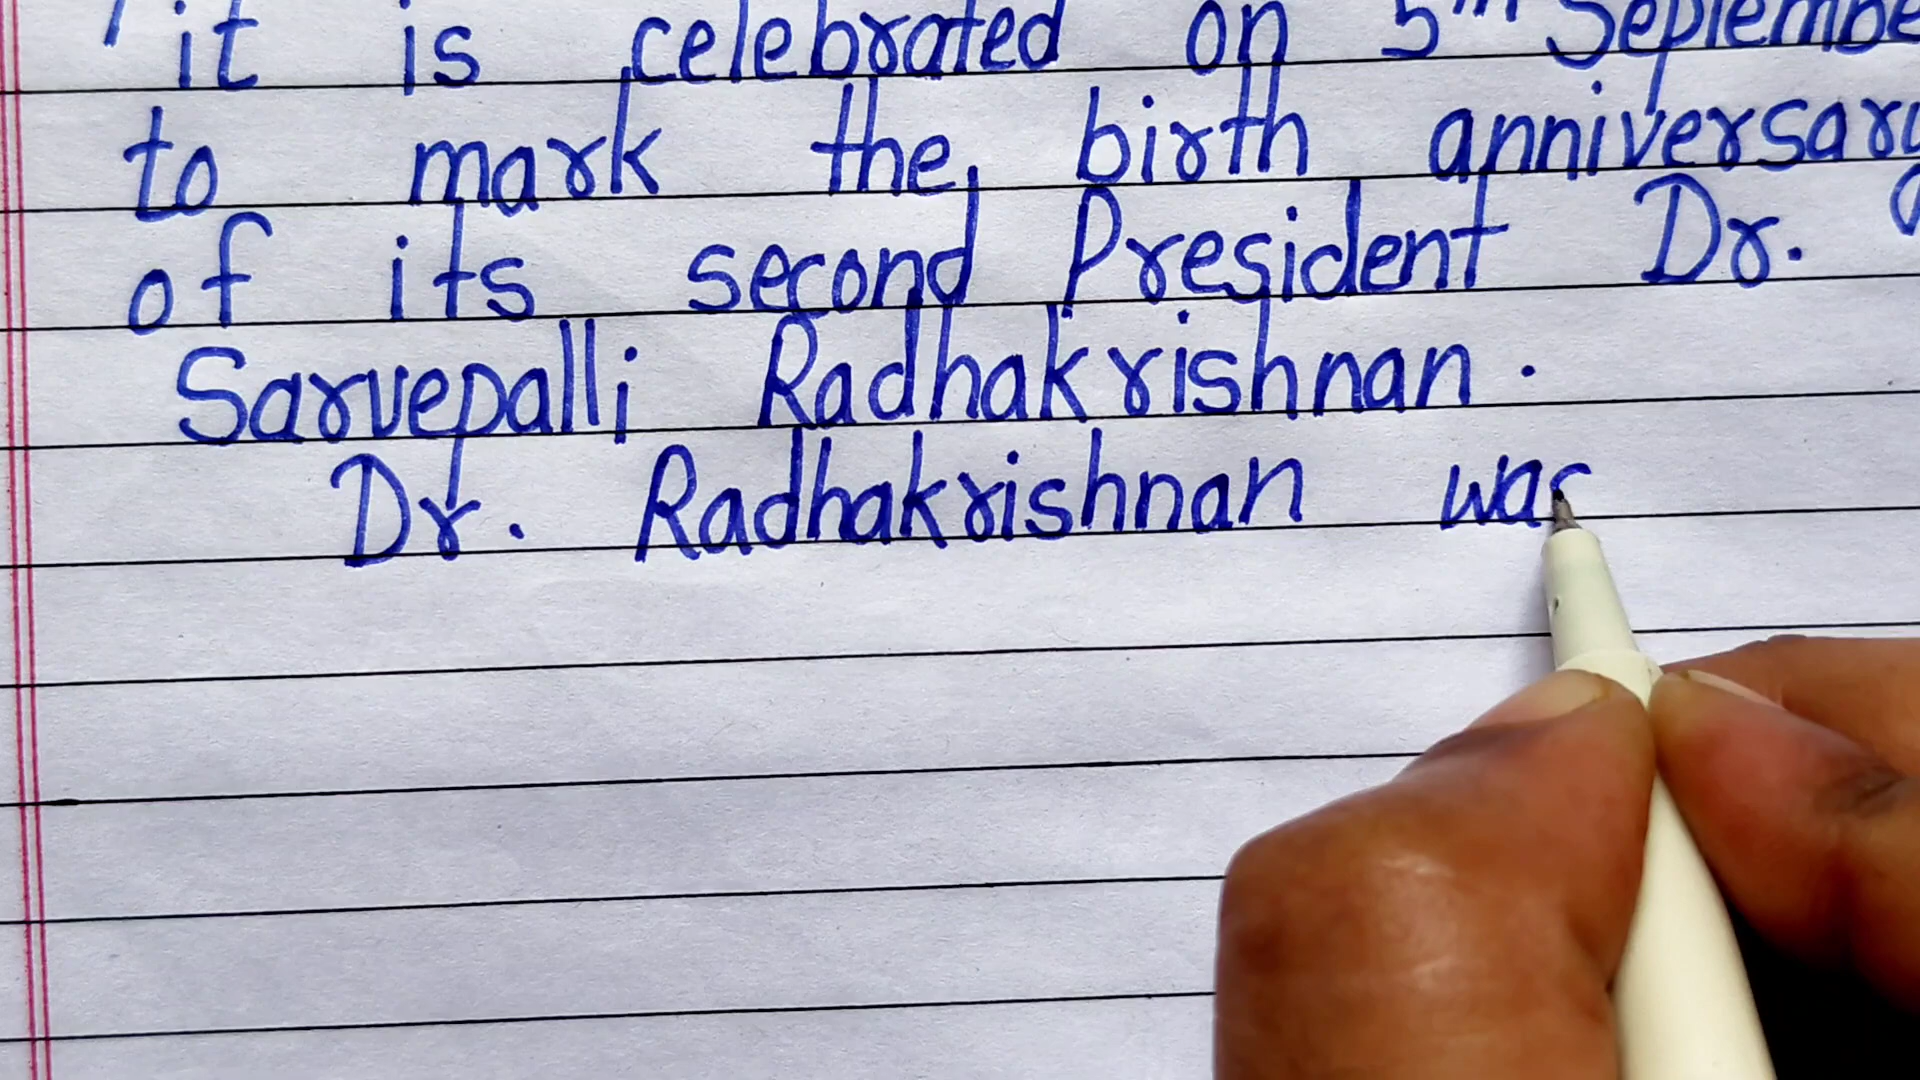 it is celebrated on 5th September
to mark the birth anniversary
of its second President Dr.
Sarvepalli Radhakrishnan.
Dr. Radhakrishnan was